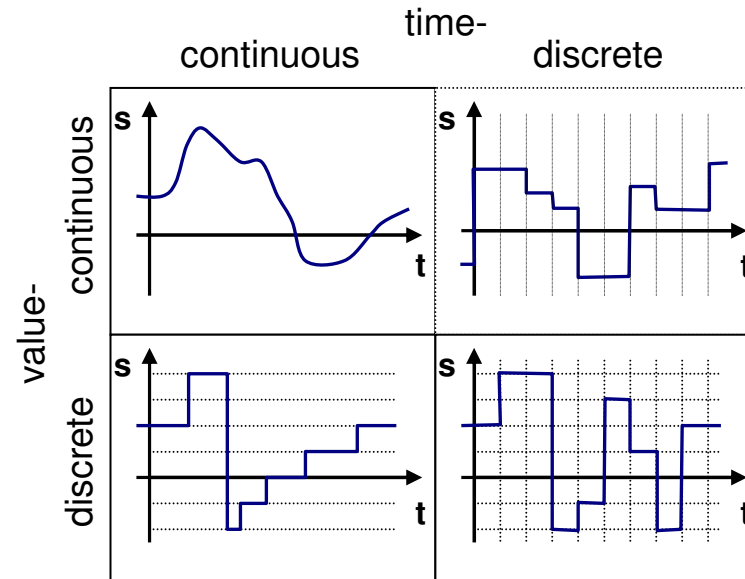 time-
continuous discrete
value-
continuous
discrete
s
t
s
t
s
t
s
t